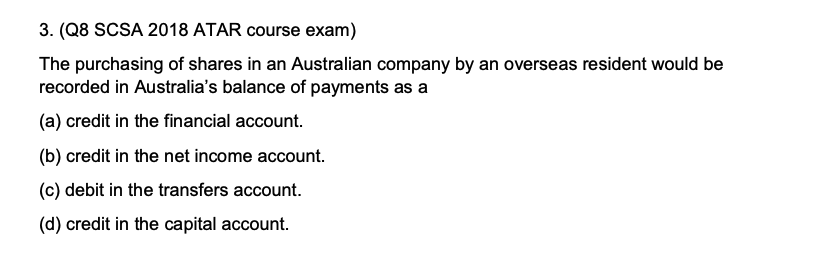 3. (Q8 SCSA 2018 ATAR course exam)
The purchasing of shares in an Australian company by an overseas resident would be
recorded in Australia’s balance of payments as a
(a) credit in the financial account.
(b) credit in the net income account.
(c) debit in the transfers account.
(d) credit in the capital account.